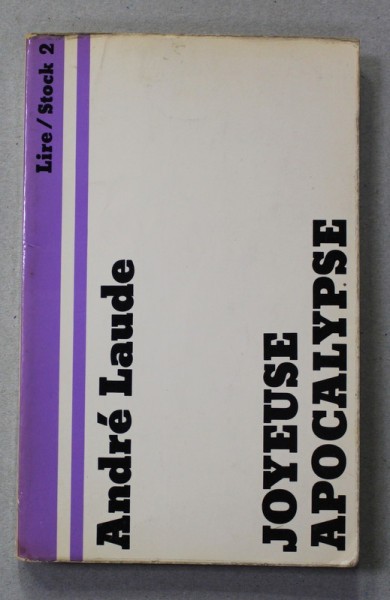 Lire / Stock 2
André Laude
JOYEUSE
APOCALYPSE